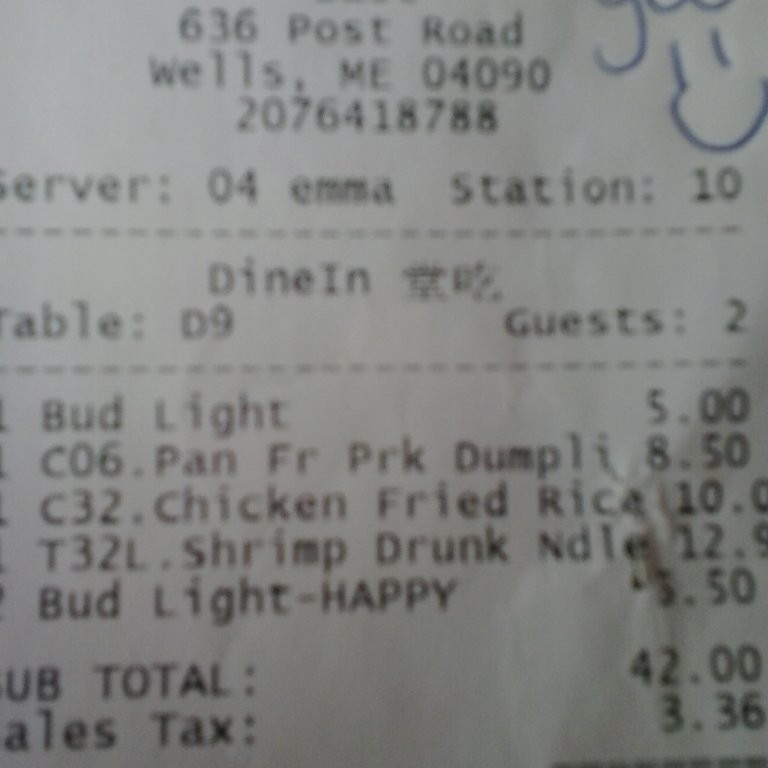 636 Post Road
Wells, ME 04090
2076418788
Server: 04 emma Station: 10
DineIn 堂吃
Table: D9 Guests: 2
1 Bud Light 5.00
1 C06.Pan Fr Prk Dumpli 8.50
1 C32.Chicken Fried Rice 10.0
1 T32L.Shrimp Drunk Ndle 12.9
2 Bud Light-HAPPY 5.50
SUB TOTAL: 42.00
ales Tax: 3.36